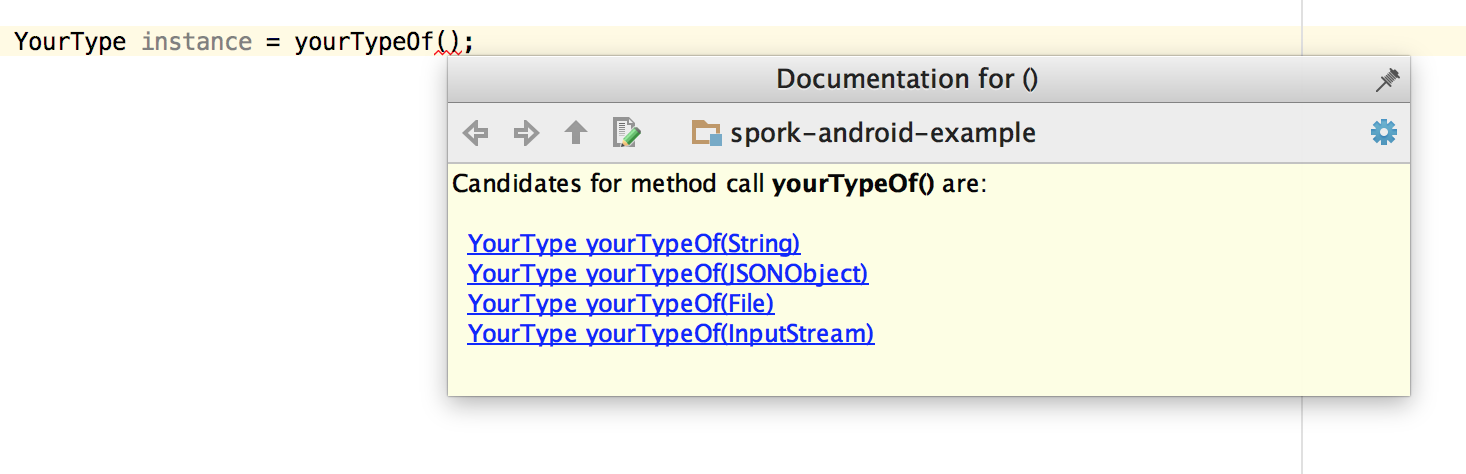 YourType instance = yourTypeOf();
Documentation for ()
spork-android-example
Candidates for method call yourTypeOf() are:
YourType yourTypeOf(String)
YourType yourTypeOf(JSONObject)
YourType yourTypeOf(File)
YourType yourTypeOf(InputStream)